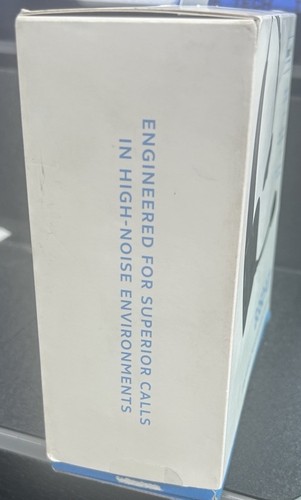 ENGINEERED FOR SUPERIOR CALLS
IN HIGH-NOISE ENVIRONMENTS